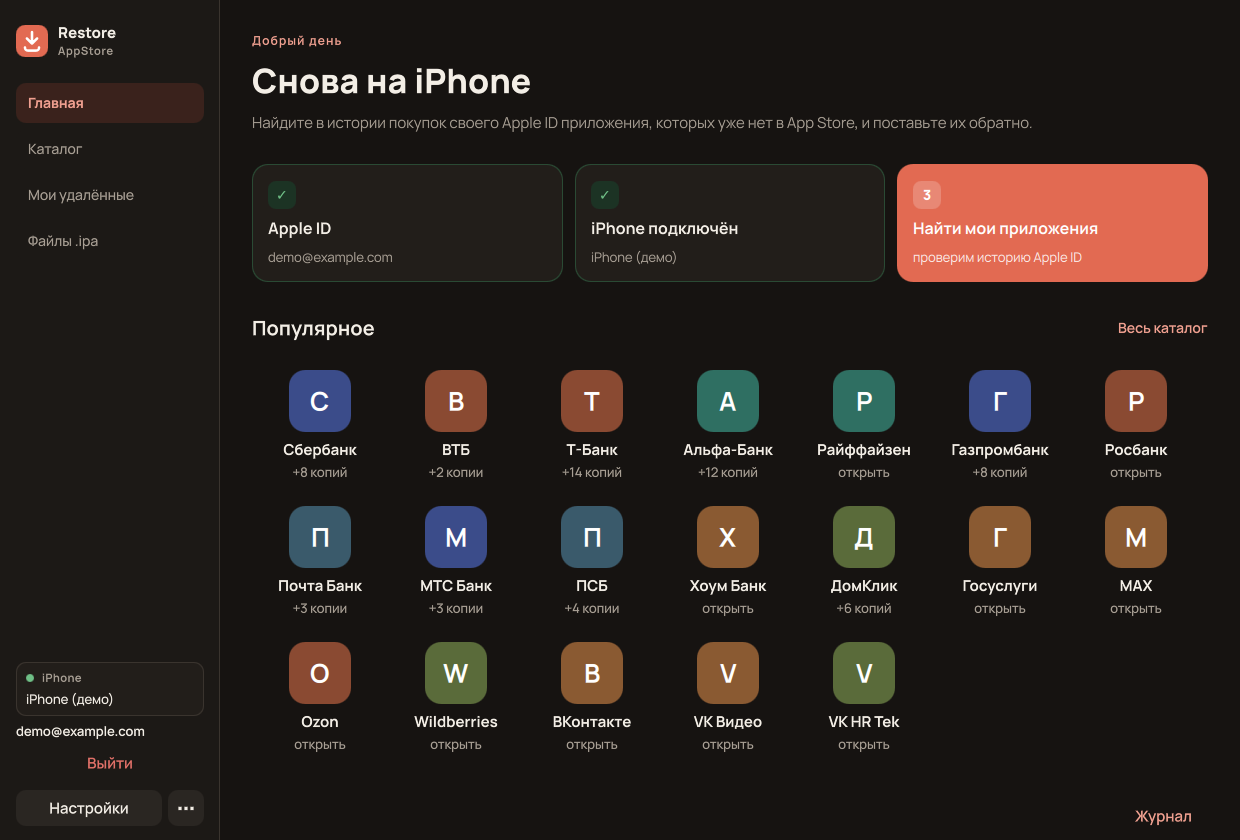 Restore
AppStore
Главная
Каталог
Мои удалённые
Файлы .ipa
iPhone
iPhone (демо)
demo@example.com
Выйти
Настройки
···
Добрый день
Снова на iPhone
Найдите в истории покупок своего Apple ID приложения, которых уже нет в App Store, и поставьте их обратно.
✓
Apple ID
demo@example.com
✓
iPhone подключён
iPhone (демо)
3
Найти мои приложения
проверим историю Apple ID
Популярное
Весь каталог
С В Т А Р Г Р
Сбербанк ВТБ Т-Банк Альфа-Банк Райффайзен Газпромбанк Росбанк
+8 копий +2 копии +14 копий +12 копий открыть +8 копий открыть
П М П Х Д Г M
Почта Банк МТС Банк ПСБ Хоум Банк ДомКлик Госуслуги MAX
+3 копии +3 копии +4 копии открыть +6 копий открыть открыть
O W В V V
Ozon Wildberries ВКонтакте VK Видео VK HR Tek
открыть открыть открыть открыть открыть
Журнал